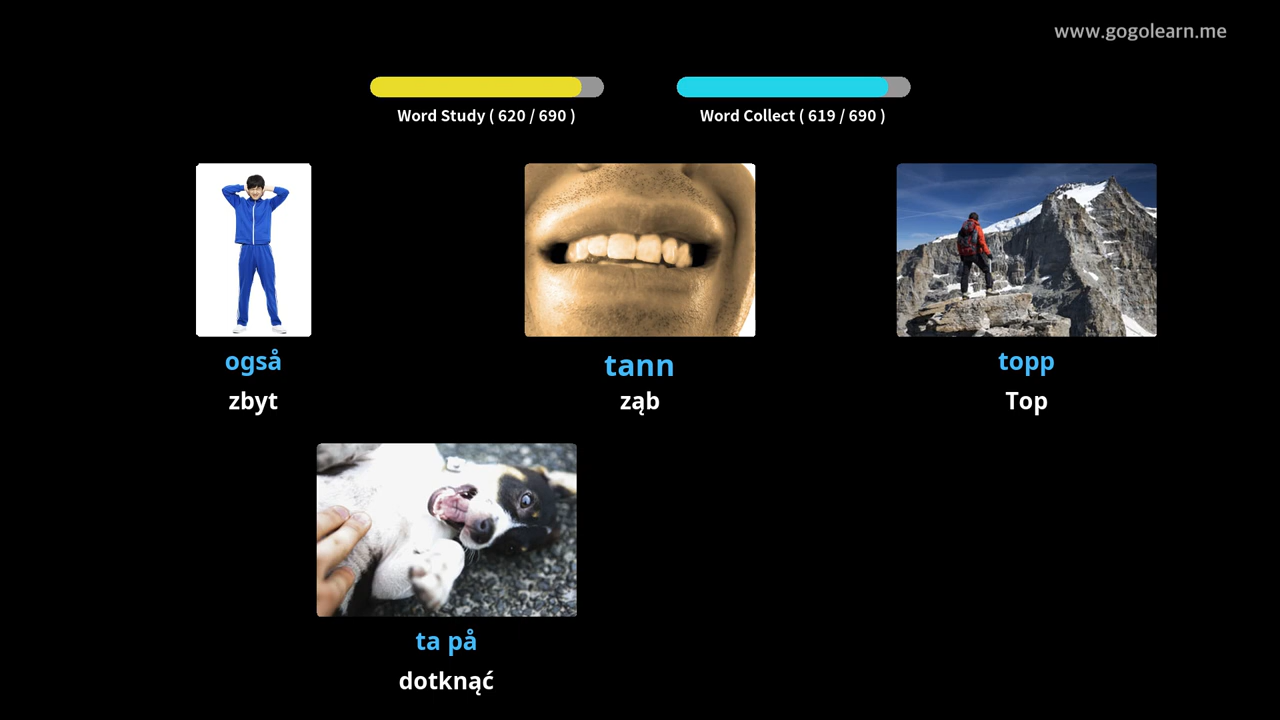 www.gogolearn.me
Word Study ( 620 / 690 )
Word Collect ( 619 / 690 )
også
zbyt
tann
ząb
topp
Top
ta på
dotknąć